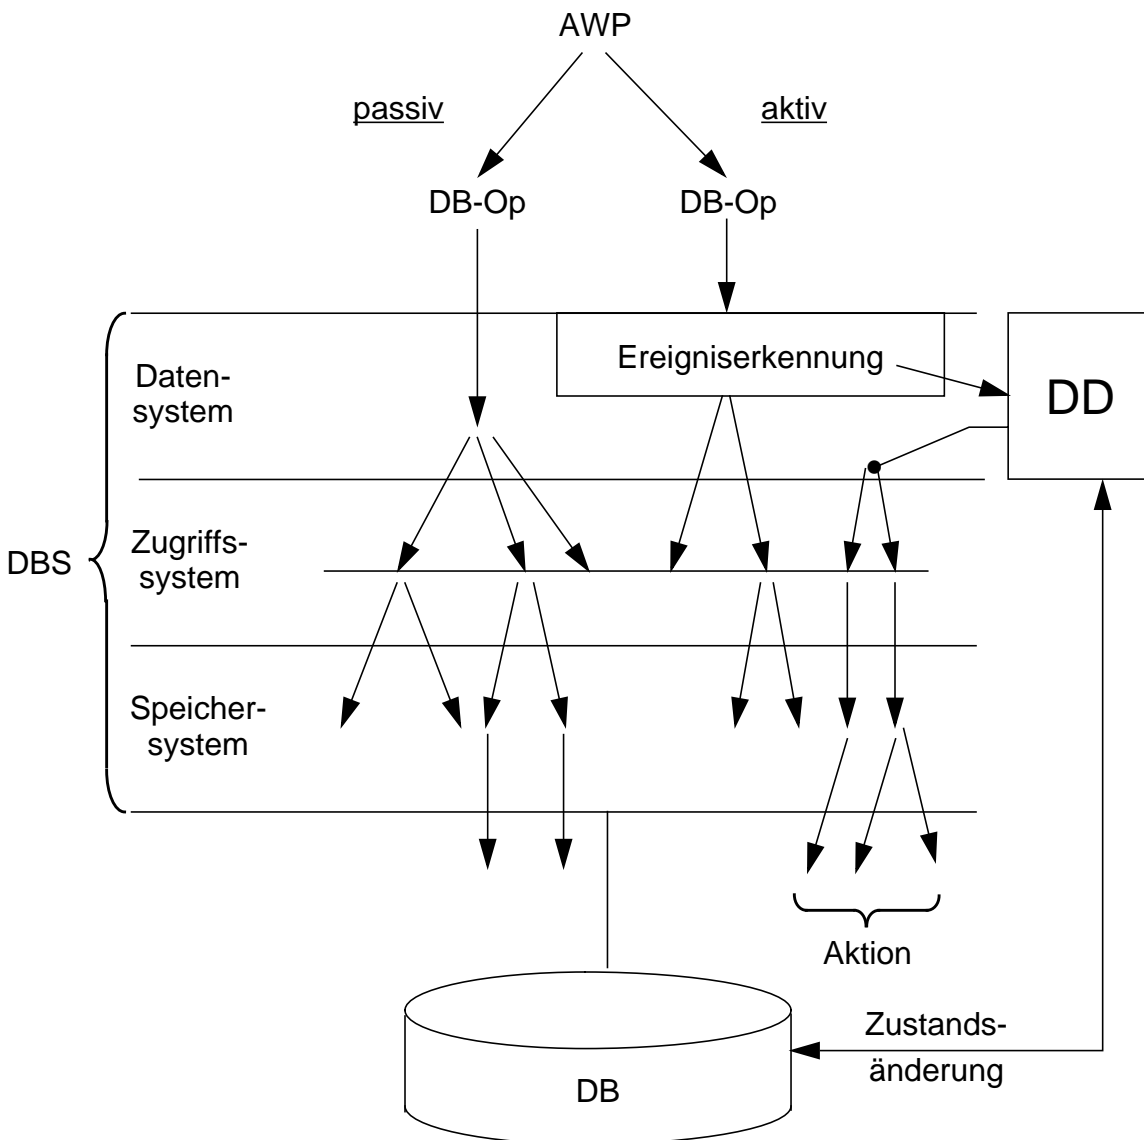 AWP
passiv
aktiv
DB-Op
DB-Op
Ereigniserkennung
DD
Daten-
system
DBS
Zugriffs-
system
Speicher-
system
Aktion
Zustands-
änderung
DB